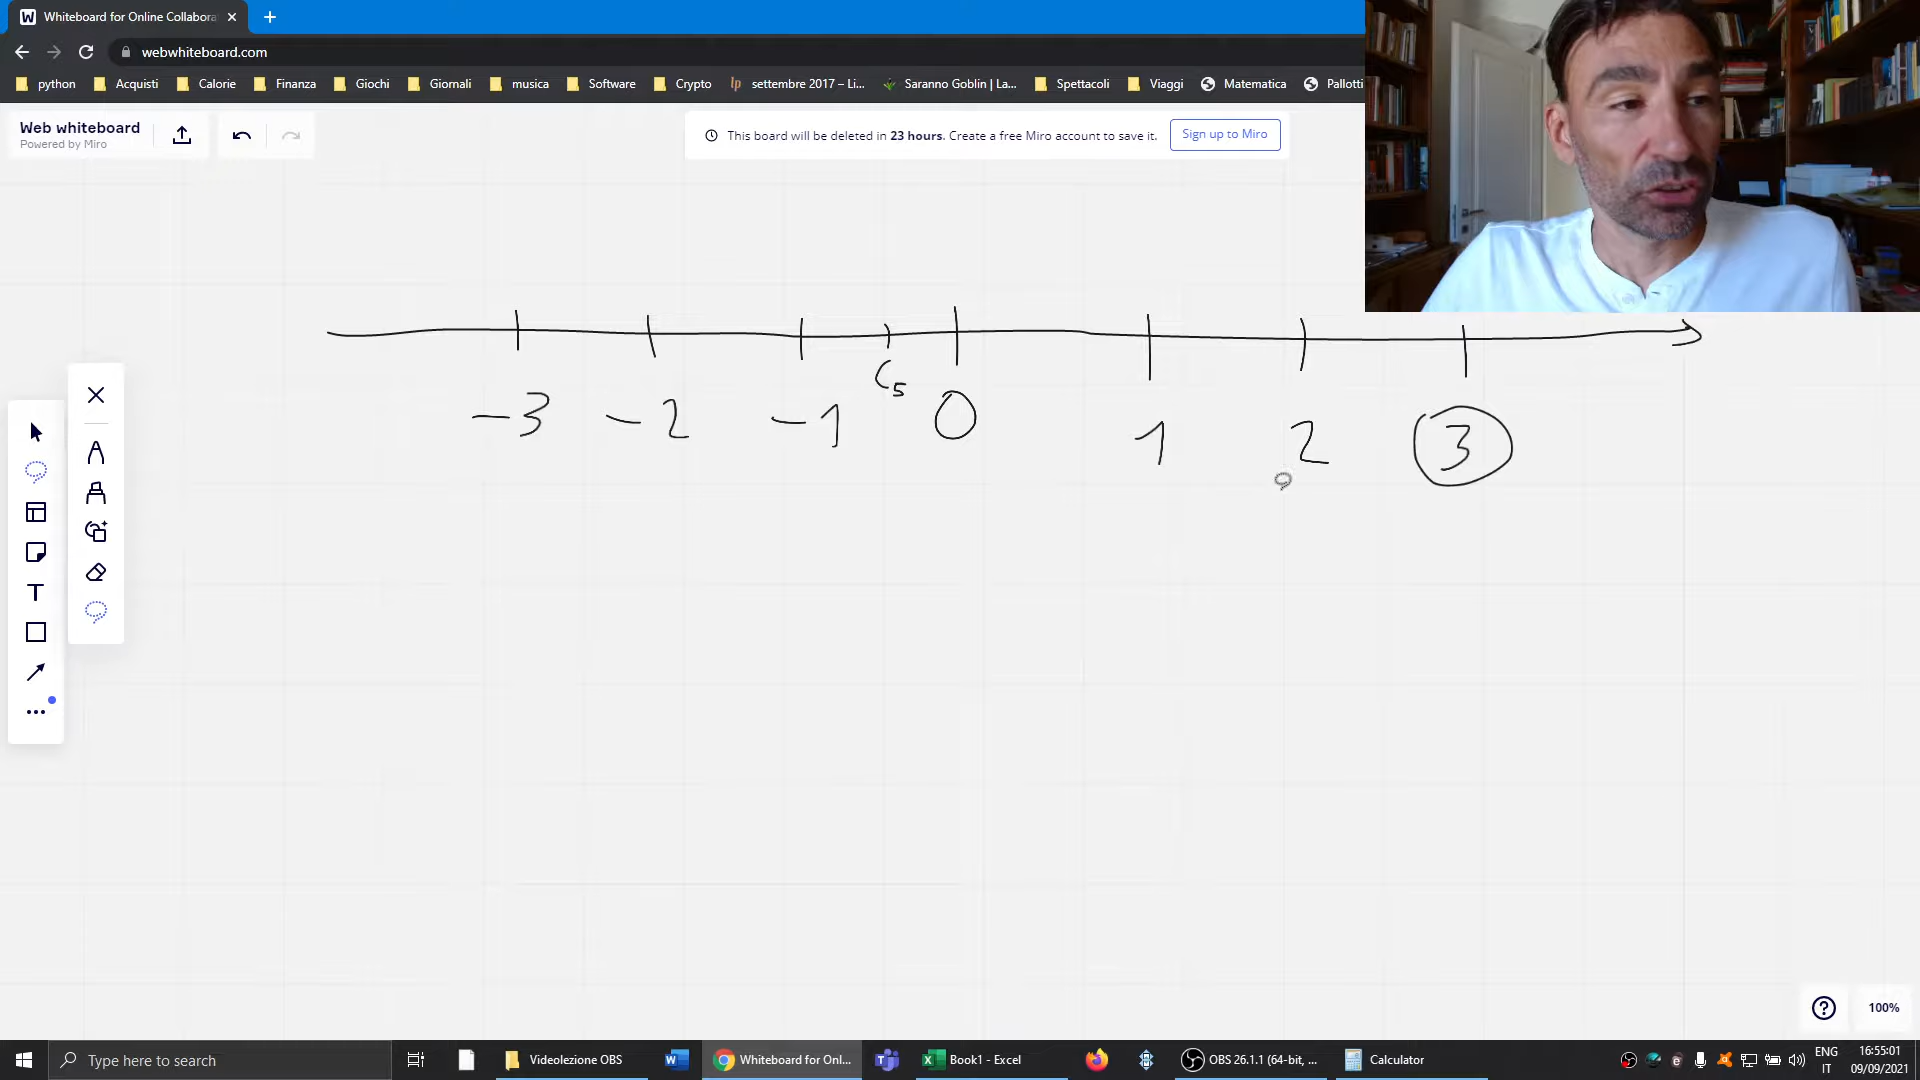 Whiteboard for Online Collabora
webwhiteboard.com
python Acquisti Calorie Finanza Giochi Giornali musica Software Crypto settembre 2017 – Li... Saranno Goblin | La... Spettacoli Viaggi Matematica Pallotti
Web whiteboard
Powered by Miro
This board will be deleted in 23 hours. Create a free Miro account to save it. Sign up to Miro
-3 -2 -1 0 1 2 3
T
100%
Type here to search Videolezione OBS Whiteboard for Onl... Book1 - Excel OBS 26.1.1 (64-bit, ... Calculator ENG 16:55:01
IT 09/09/2021